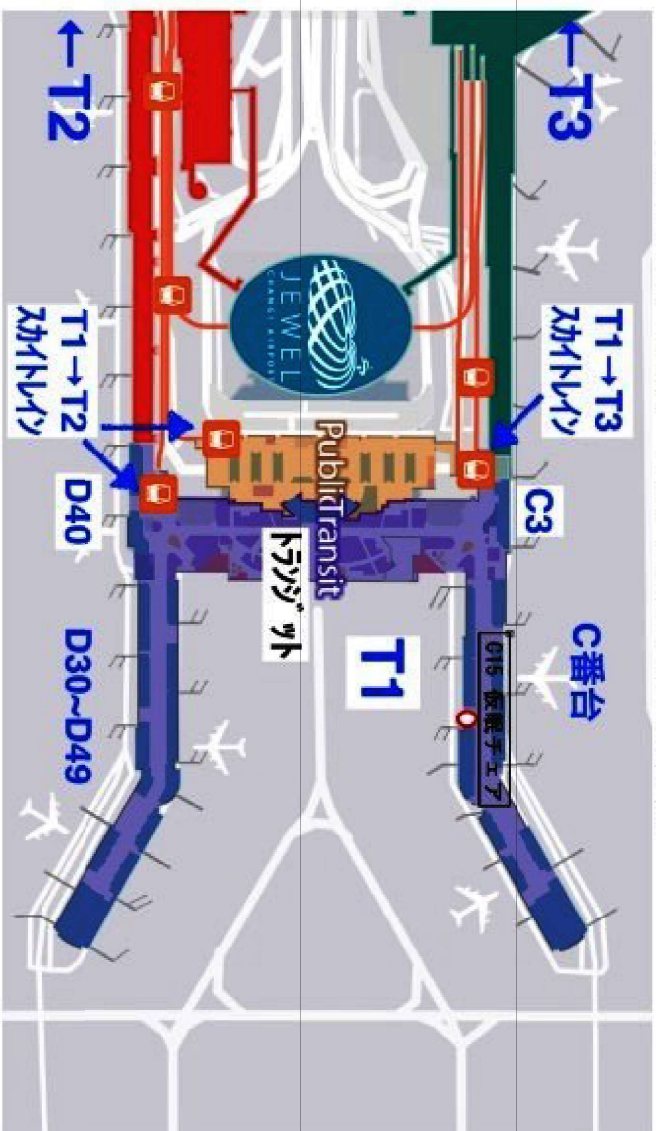 ←T3
T1→T3
スカイトレイン
C3
C番台
C15 仮眠チェア
JEWEL
CHANGI AIRPORT
PublicTransit
トランジット
T1
←T2
T1→T2
スカイトレイン
D40
D30~D49